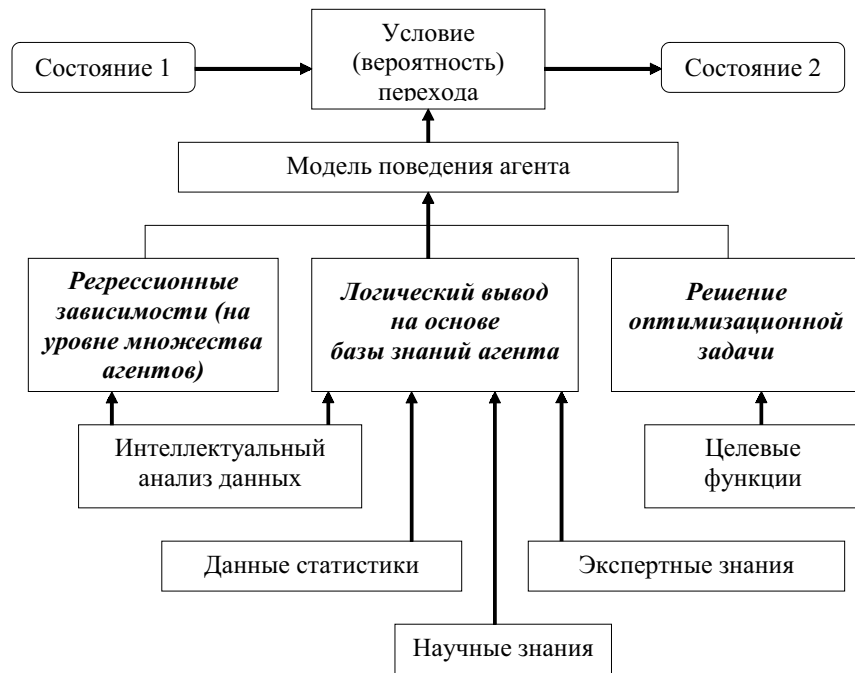 Состояние 1
Условие
(вероятность)
перехода
Состояние 2
Модель поведения агента
Регрессионные
зависимости (на
уровне множества
агентов)
Логический вывод
на основе
базы знаний агента
Решение
оптимизационной
задачи
Интеллектуальный
анализ данных
Целевые
функции
Данные статистики
Экспертные знания
Научные знания